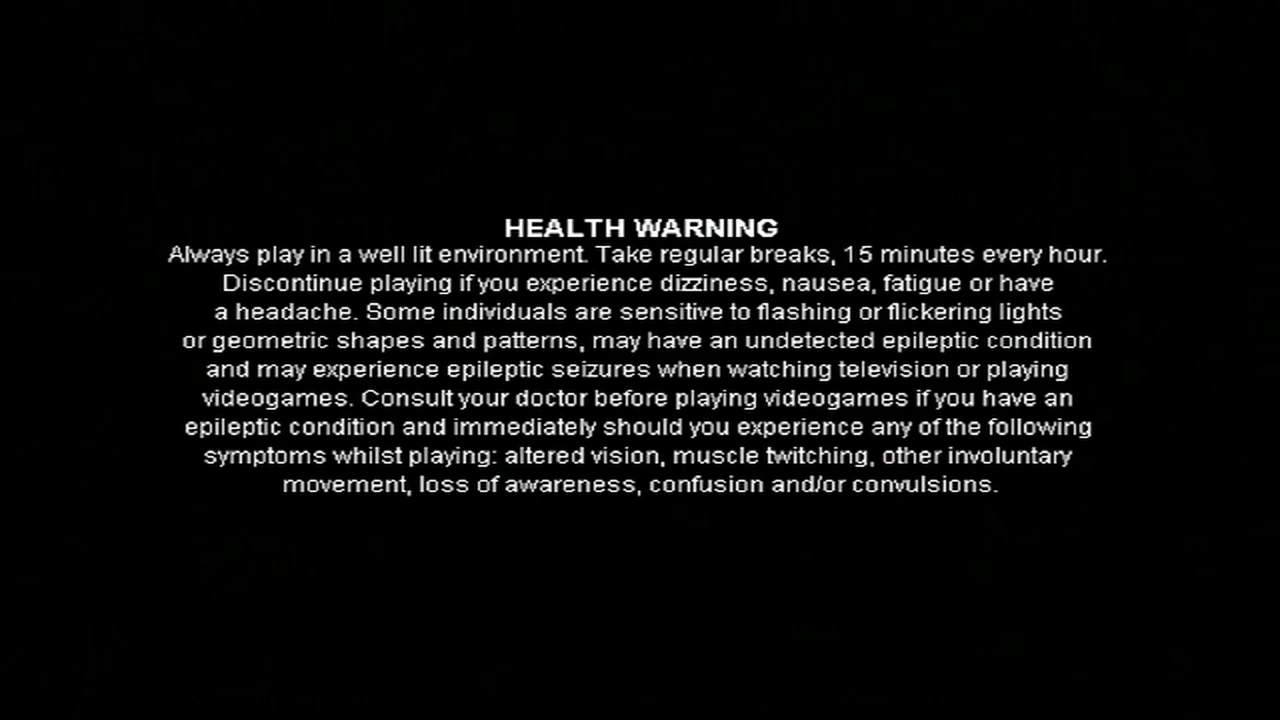 HEALTH WARNING
Always play in a well lit environment. Take regular breaks, 15 minutes every hour.
Discontinue playing if you experience dizziness, nausea, fatigue or have
a headache. Some individuals are sensitive to flashing or flickering lights
or geometric shapes and patterns, may have an undetected epileptic condition
and may experience epileptic seizures when watching television or playing
videogames. Consult your doctor before playing videogames if you have an
epileptic condition and immediately should you experience any of the following
symptoms whilst playing: altered vision, muscle twitching, other involuntary
movement, loss of awareness, confusion and/or convulsions.